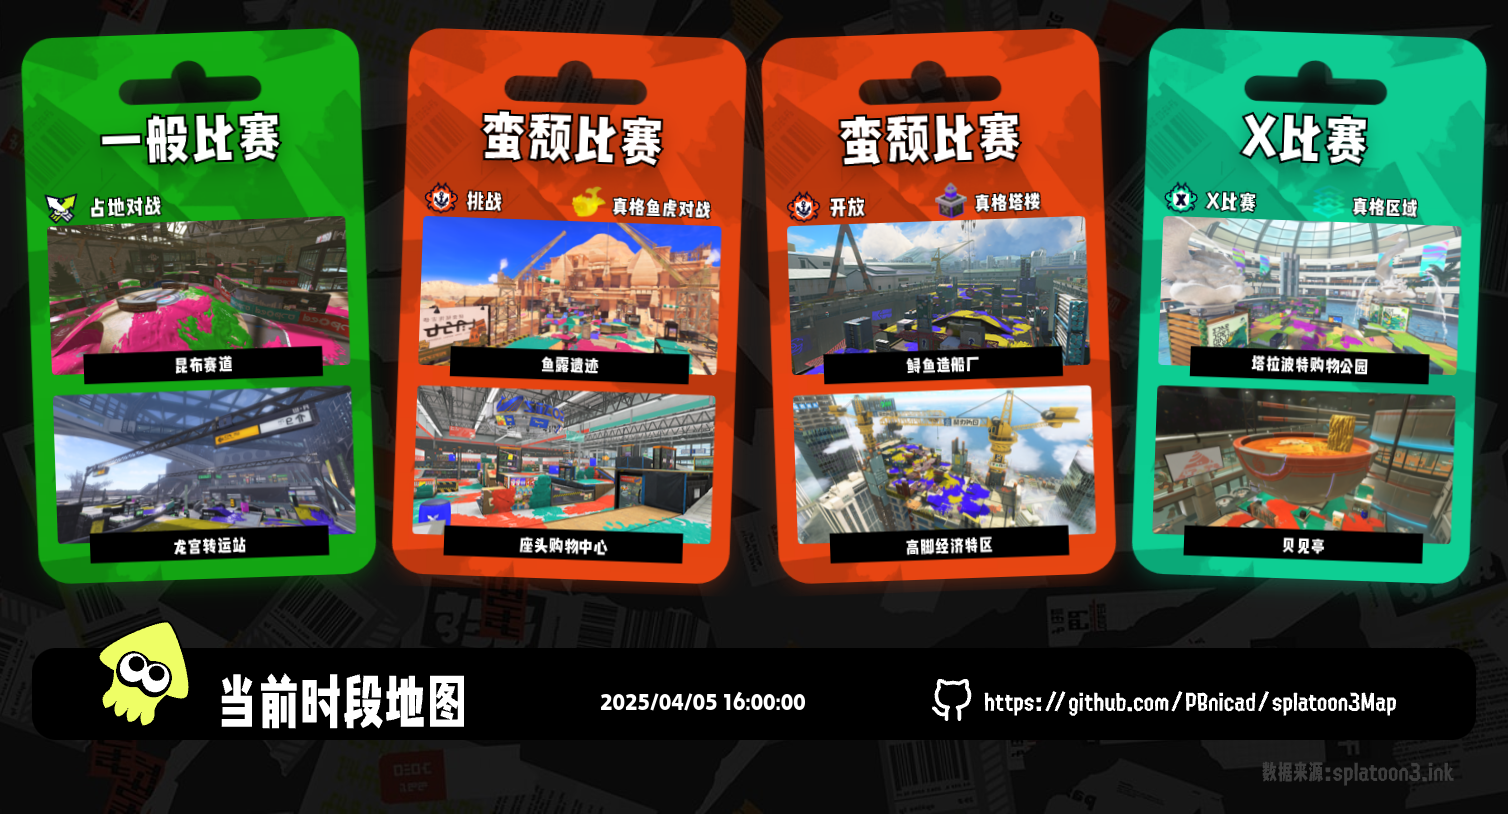 一般比赛
占地对战
昆布赛道
龙宫转运站
蛮颓比赛
挑战
真格鱼虎对战
鱼露遗迹
座头购物中心
蛮颓比赛
开放
真格塔楼
鲟鱼造船厂
高脚经济特区
X比赛
X比赛
真格区域
塔拉波特购物公园
贝见亭
当前时段地图
2025/04/05 16:00:00
https://github.com/PBnicad/splatoon3Map
数据来源:splatoon3.ink